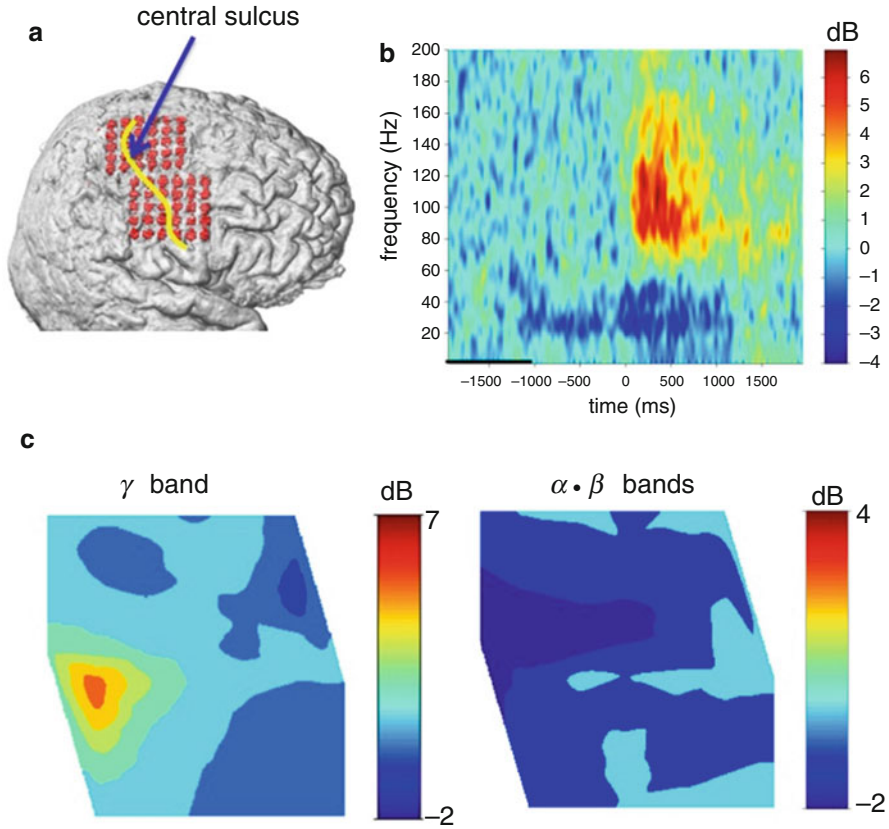 central sulcus
a
b
dB
200
180
160
140
120
100
80
60
40
20
frequency (Hz)
6
5
4
3
2
1
0
−1
−2
−3
−4
−1500 −1000 −500 0 500 1000 1500
time (ms)
c
γ band
dB
7
−2
α • β bands
dB
4
−2